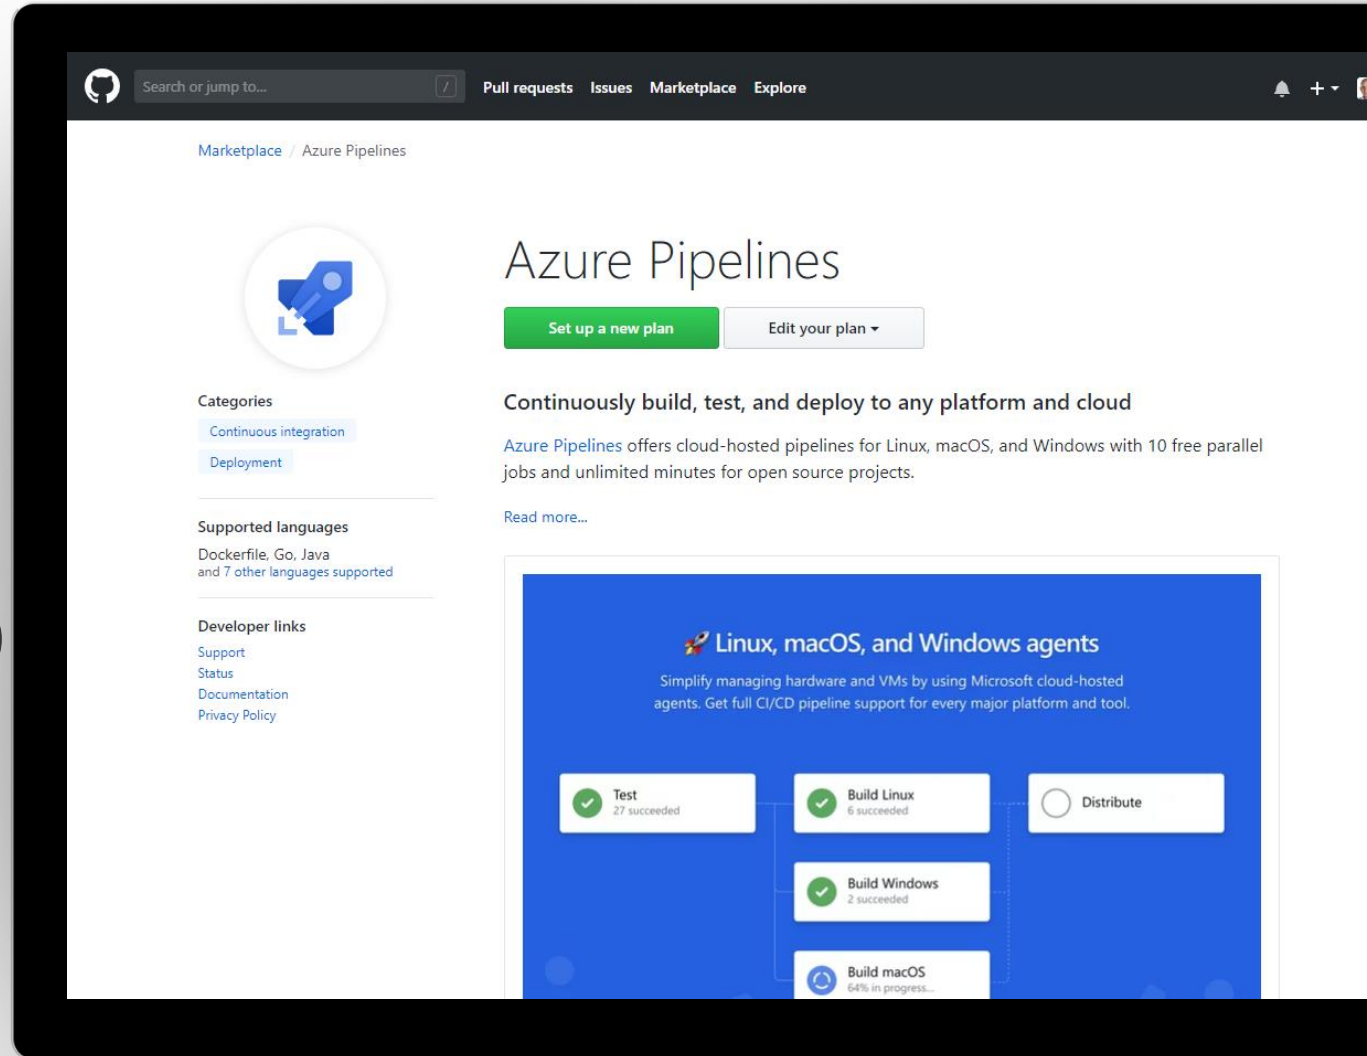 Search or jump to... /
Pull requests Issues Marketplace Explore
Marketplace / Azure Pipelines
Azure Pipelines
Set up a new plan
Edit your plan
Categories
Continuous integration
Deployment
Supported languages
Dockerfile, Go, Java
and 7 other languages supported
Developer links
Support
Status
Documentation
Privacy Policy
Continuously build, test, and deploy to any platform and cloud
Azure Pipelines offers cloud-hosted pipelines for Linux, macOS, and Windows with 10 free parallel
jobs and unlimited minutes for open source projects.
Read more...
🚀 Linux, macOS, and Windows agents
Simplify managing hardware and VMs by using Microsoft cloud-hosted
agents. Get full CI/CD pipeline support for every major platform and tool.
Test
27 succeeded
Build Linux
6 succeeded
Distribute
Build Windows
2 succeeded
Build macOS
64% in progress...